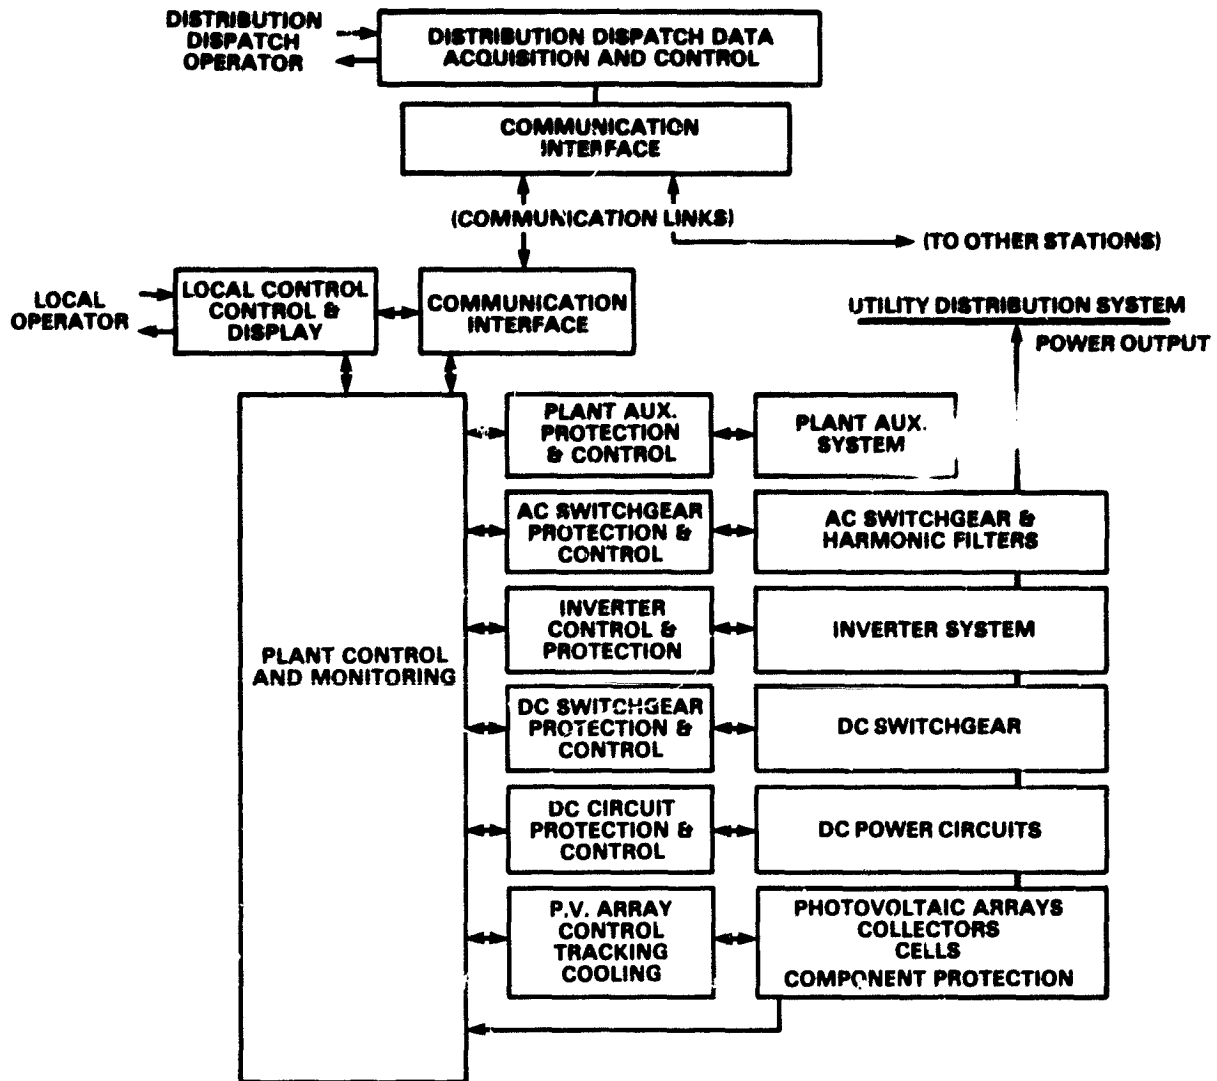 DISTRIBUTION
DISPATCH
OPERATOR
DISTRIBUTION DISPATCH DATA
ACQUISITION AND CONTROL
COMMUNICATION
INTERFACE
(COMMUNICATION LINKS)
(TO OTHER STATIONS)
LOCAL
OPERATOR
LOCAL CONTROL
CONTROL &
DISPLAY
COMMUNICATION
INTERFACE
UTILITY DISTRIBUTION SYSTEM
POWER OUTPUT
PLANT CONTROL
AND MONITORING
PLANT AUX.
PROTECTION
& CONTROL
PLANT AUX.
SYSTEM
AC SWITCHGEAR
PROTECTION &
CONTROL
AC SWITCHGEAR &
HARMONIC FILTERS
INVERTER
CONTROL &
PROTECTION
INVERTER SYSTEM
DC SWITCHGEAR
PROTECTION &
CONTROL
DC SWITCHGEAR
DC CIRCUIT
PROTECTION &
CONTROL
DC POWER CIRCUITS
P.V. ARRAY
CONTROL
TRACKING
COOLING
PHOTOVOLTAIC ARRAYS
COLLECTORS
CELLS
COMPONENT PROTECTION